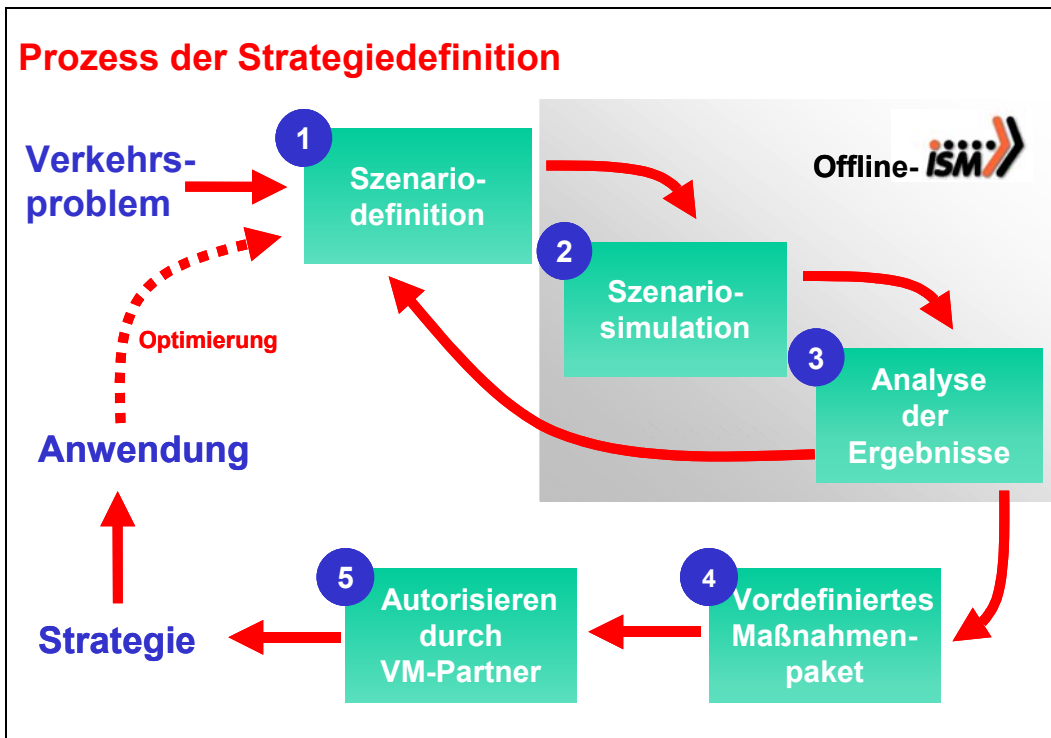 Prozess der Strategiedefinition
Verkehrs-
problem
1
Szenario-
definition
Offline- ISM
2
Szenario-
simulation
3
Analyse
der
Ergebnisse
Optimierung
Anwendung
4
Vordefiniertes
Maßnahmen-
paket
5
Autorisieren
durch
VM-Partner
Strategie